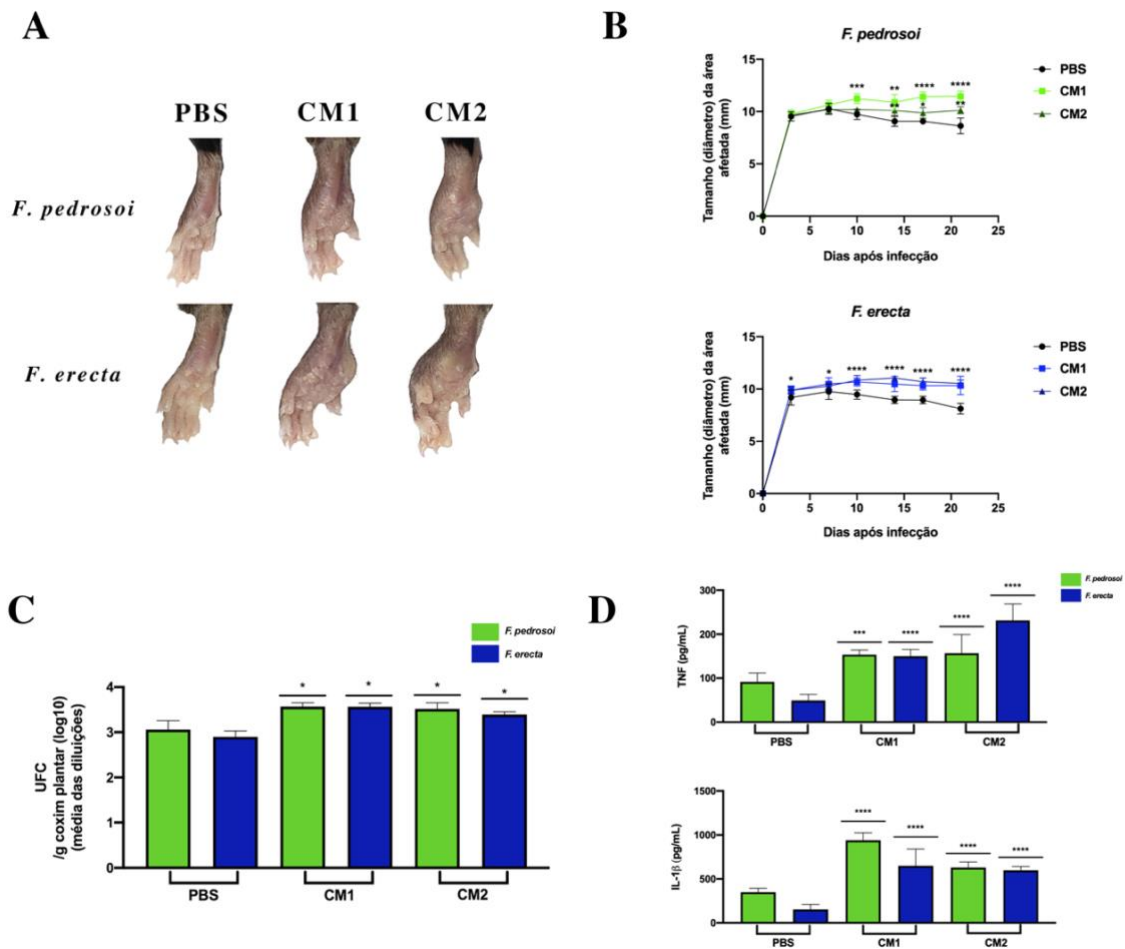 A
PBS CM1 CM2
F. pedrosoi
F. erecta
B
F. pedrosoi
Tamanho (diâmetro) da área
afetada (mm)
15
10
5
0
*** ** **** ****
** * **
0 5 10 15 20 25
Dias após infecção
PBS
CM1
CM2
F. erecta
Tamanho (diâmetro) da área
afetada (mm)
15
10
5
0
* * **** **** **** ****
0 5 10 15 20 25
Dias após infecção
PBS
CM1
CM2
C
F. pedrosoi
F. erecta
UFC
/g coxim plantar (log10)
(média das diluições)
4
3
2
1
0
* * * *
PBS CM1 CM2
D
F. pedrosoi
F. erecta
TNF (pg/mL)
300
200
100
0
*** **** **** ****
PBS CM1 CM2
IL-1β (pg/mL)
1500
1000
500
0
**** **** **** ****
PBS CM1 CM2